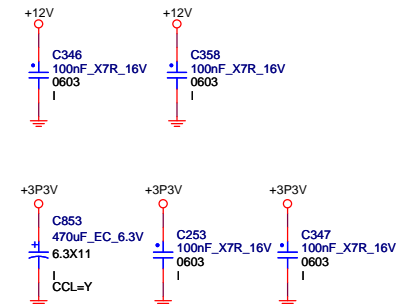 +12V
C346
100nF_X7R_16V
0603
I
+12V
C358
100nF_X7R_16V
0603
I
+3P3V
C853
470uF_EC_6.3V
6.3X11
I
CCL=Y
+3P3V
C253
100nF_X7R_16V
0603
I
+3P3V
C347
100nF_X7R_16V
0603
I